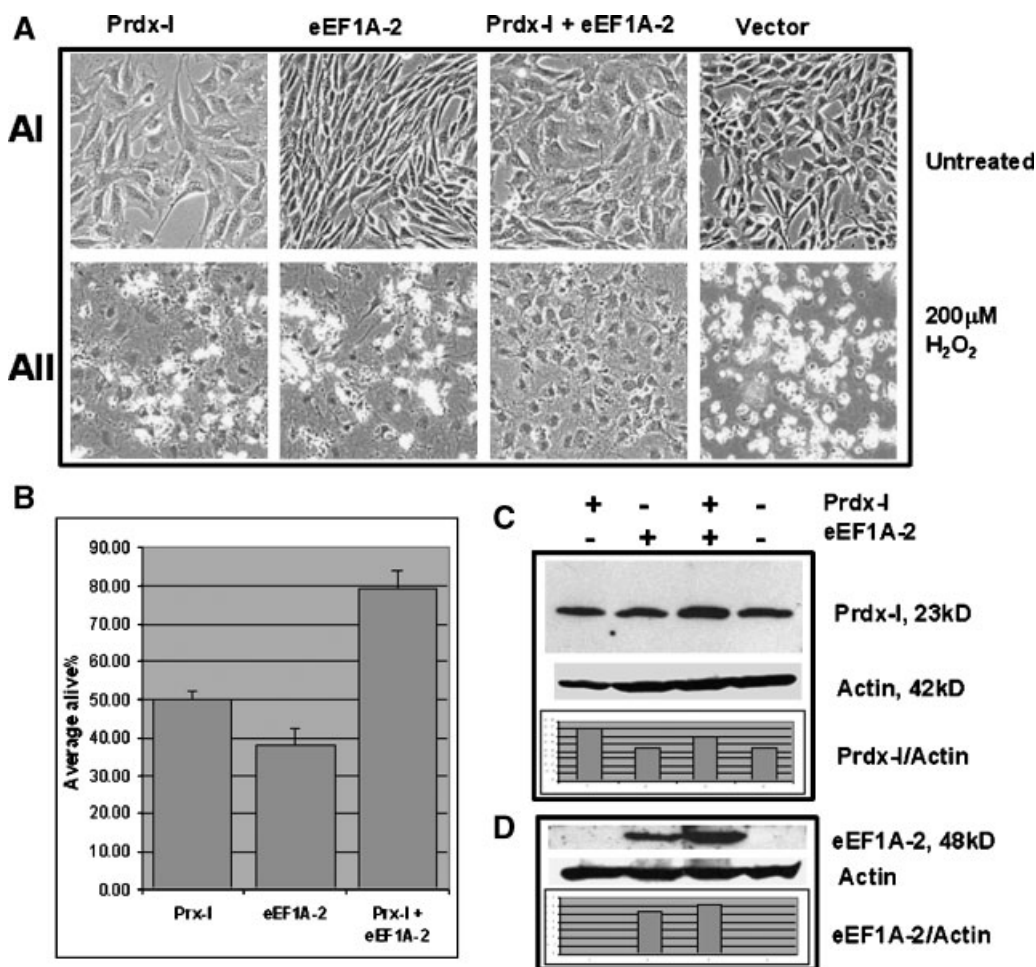 A
Prdx-I eEF1A-2 Prdx-I + eEF1A-2 Vector
AI
Untreated
AII
200μM
H₂O₂
B
90.00
80.00
70.00
60.00
50.00
40.00
30.00
20.00
10.00
0.00
Average alive%
Prx-I eEF1A-2 Prx-I +
eEF1A-2
C
+ - + - Prdx-I
- + + - eEF1A-2
Prdx-I, 23kD
Actin, 42kD
Prdx-I/Actin
D
eEF1A-2, 48kD
Actin
eEF1A-2/Actin